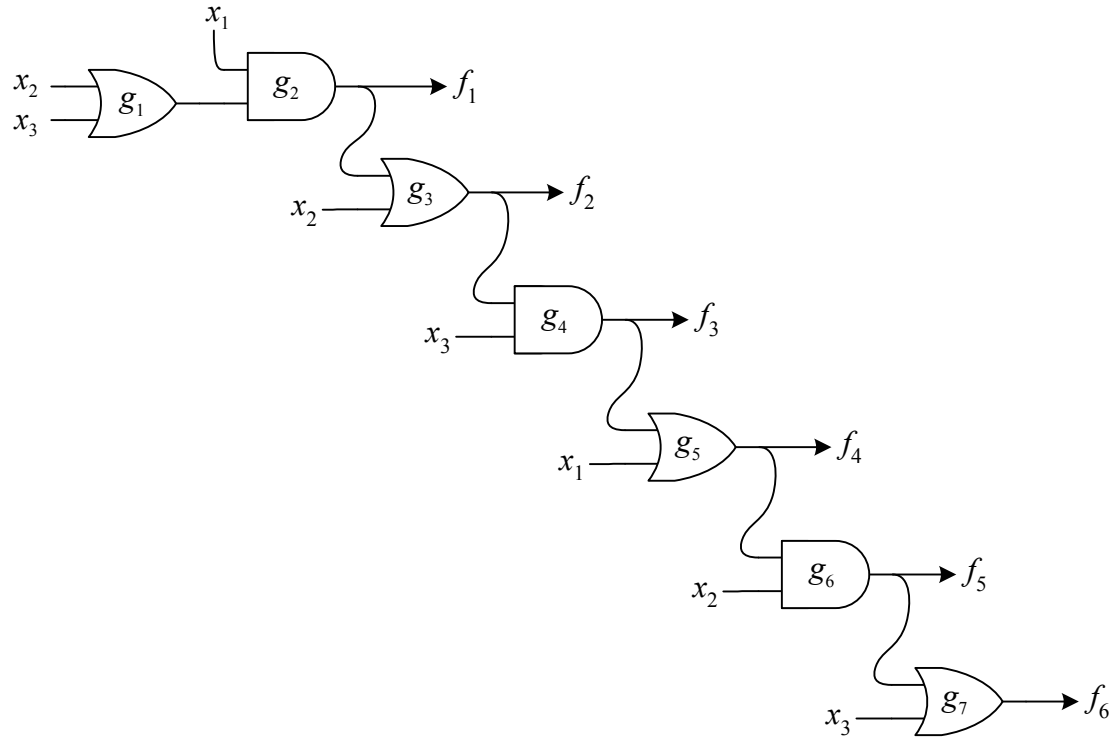 x₁
x₂ g₁ g₂ f₁
x₃
x₂ g₃ f₂
x₃ g₄ f₃
x₁ g₅ f₄
x₂ g₆ f₅
x₃ g₇ f₆